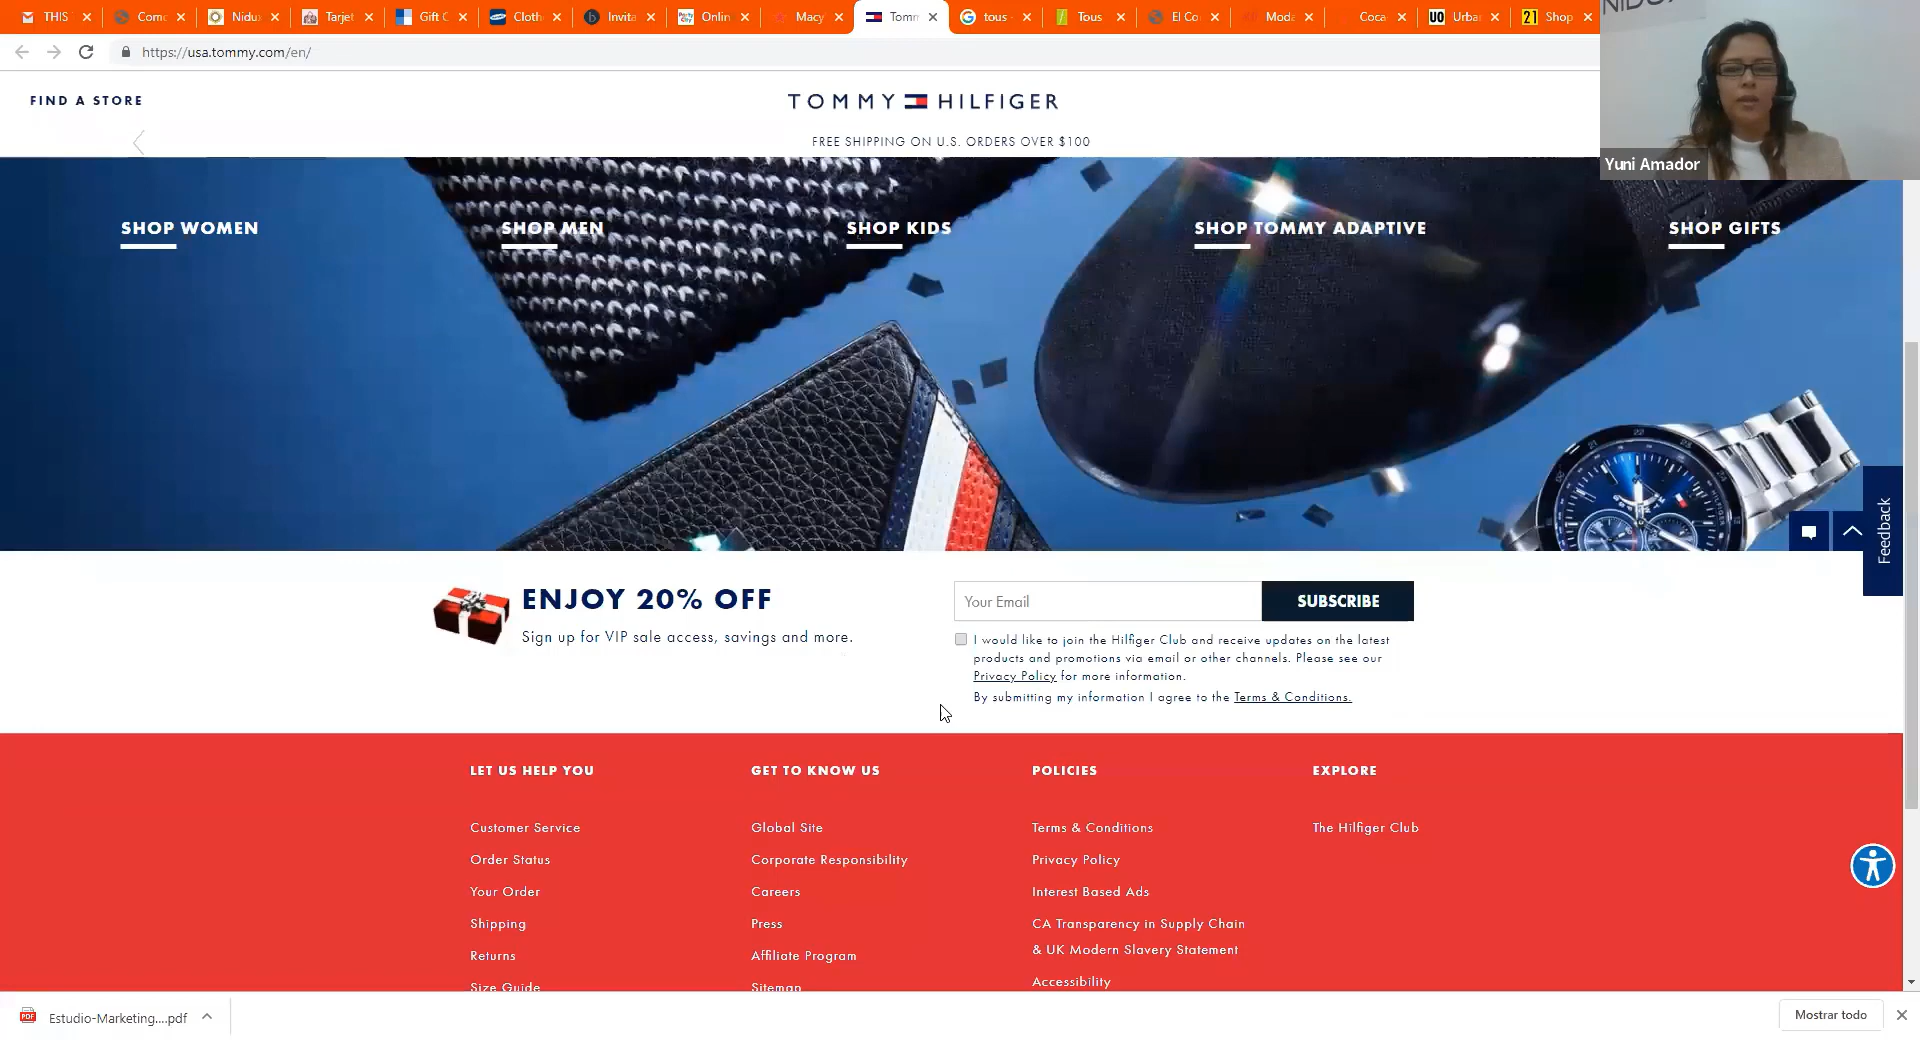 THIS
Como
Nidux
Tarjet
Gift C
Cloth
Invita
Onlin
Macy
Tomm
tous -
Tous
El Co
Moda
Coca
UO Urba
21 Shop
https://usa.tommy.com/en/
FIND A STORE
TOMMY HILFIGER
FREE SHIPPING ON U.S. ORDERS OVER $100
Yuni Amador
SHOP WOMEN
SHOP MEN
SHOP KIDS
SHOP TOMMY ADAPTIVE
SHOP GIFTS
Feedback
ENJOY 20% OFF
Sign up for VIP sale access, savings and more.
Your Email
SUBSCRIBE
I would like to join the Hilfiger Club and receive updates on the latest
products and promotions via email or other channels. Please see our
Privacy Policy for more information.
By submitting my information I agree to the Terms & Conditions.
LET US HELP YOU
Customer Service
Order Status
Your Order
Shipping
Returns
Size Guide
GET TO KNOW US
Global Site
Corporate Responsibility
Careers
Press
Affiliate Program
Sitemap
POLICIES
Terms & Conditions
Privacy Policy
Interest Based Ads
CA Transparency in Supply Chain
& UK Modern Slavery Statement
Accessibility
EXPLORE
The Hilfiger Club
PDF
Estudio-Marketing....pdf
Mostrar todo